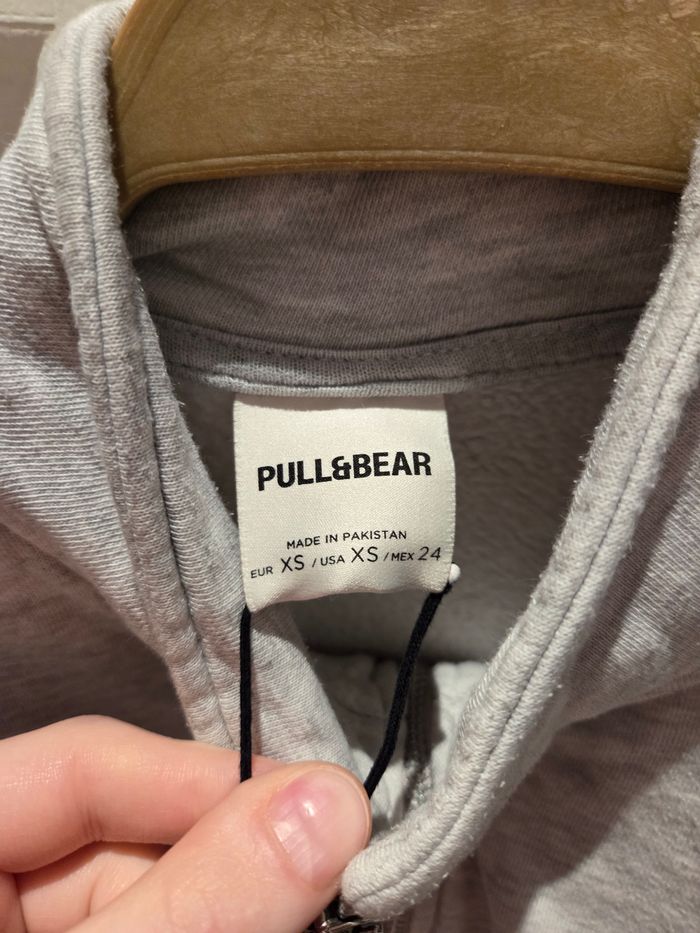 PULL&BEAR
MADE IN PAKISTAN
EUR XS / USA XS / MEX 24